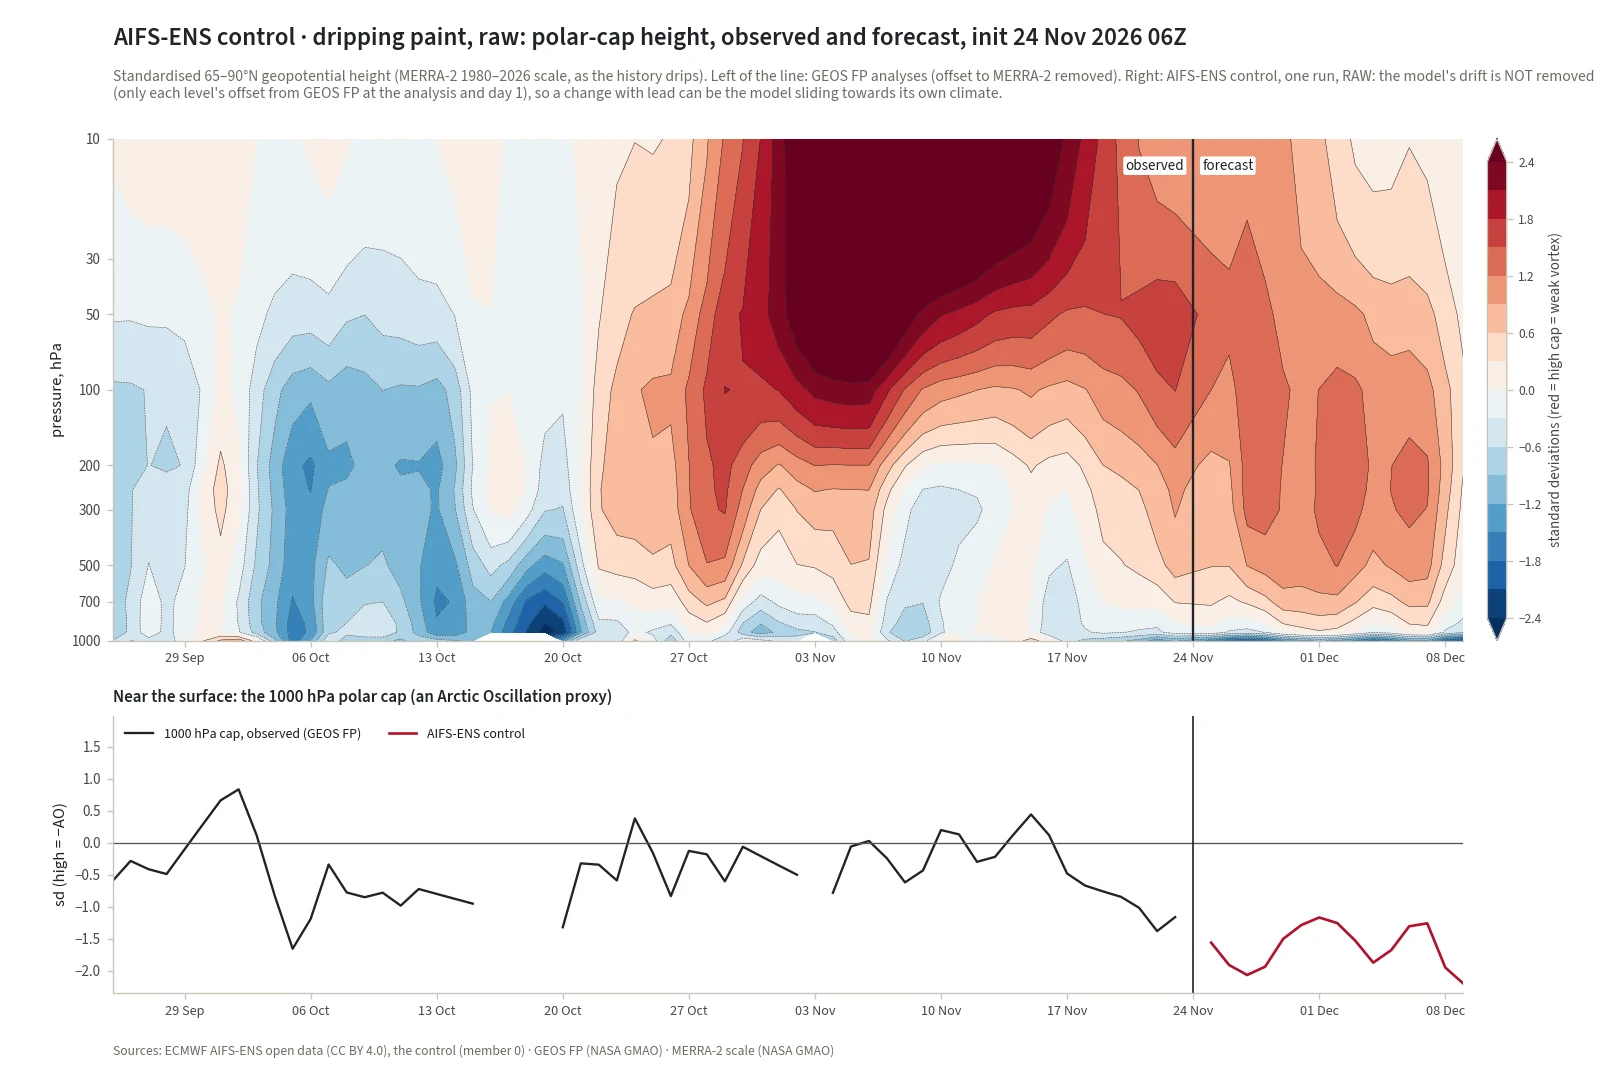 AIFS-ENS control · dripping paint, raw: polar-cap height, observed and forecast, init 24 Nov 2026 06Z
Standardised 65–90°N geopotential height (MERRA-2 1980–2026 scale, as the history drips). Left of the line: GEOS FP analyses (offset to MERRA-2 removed). Right: AIFS-ENS control, one run, RAW: the model's drift is NOT removed
(only each level's offset from GEOS FP at the analysis and day 1), so a change with lead can be the model sliding towards its own climate.
pressure, hPa
10
30
50
100
200
300
500
700
1000
observed
forecast
29 Sep
06 Oct
13 Oct
20 Oct
27 Oct
03 Nov
10 Nov
17 Nov
24 Nov
01 Dec
08 Dec
2.4
1.8
1.2
0.6
0.0
−0.6
−1.2
−1.8
−2.4
standard deviations (red = high cap = weak vortex)
Near the surface: the 1000 hPa polar cap (an Arctic Oscillation proxy)
1000 hPa cap, observed (GEOS FP)
AIFS-ENS control
sd (high = −AO)
1.5
1.0
0.5
0.0
−0.5
−1.0
−1.5
−2.0
29 Sep
06 Oct
13 Oct
20 Oct
27 Oct
03 Nov
10 Nov
17 Nov
24 Nov
01 Dec
08 Dec
Sources: ECMWF AIFS-ENS open data (CC BY 4.0), the control (member 0) · GEOS FP (NASA GMAO) · MERRA-2 scale (NASA GMAO)